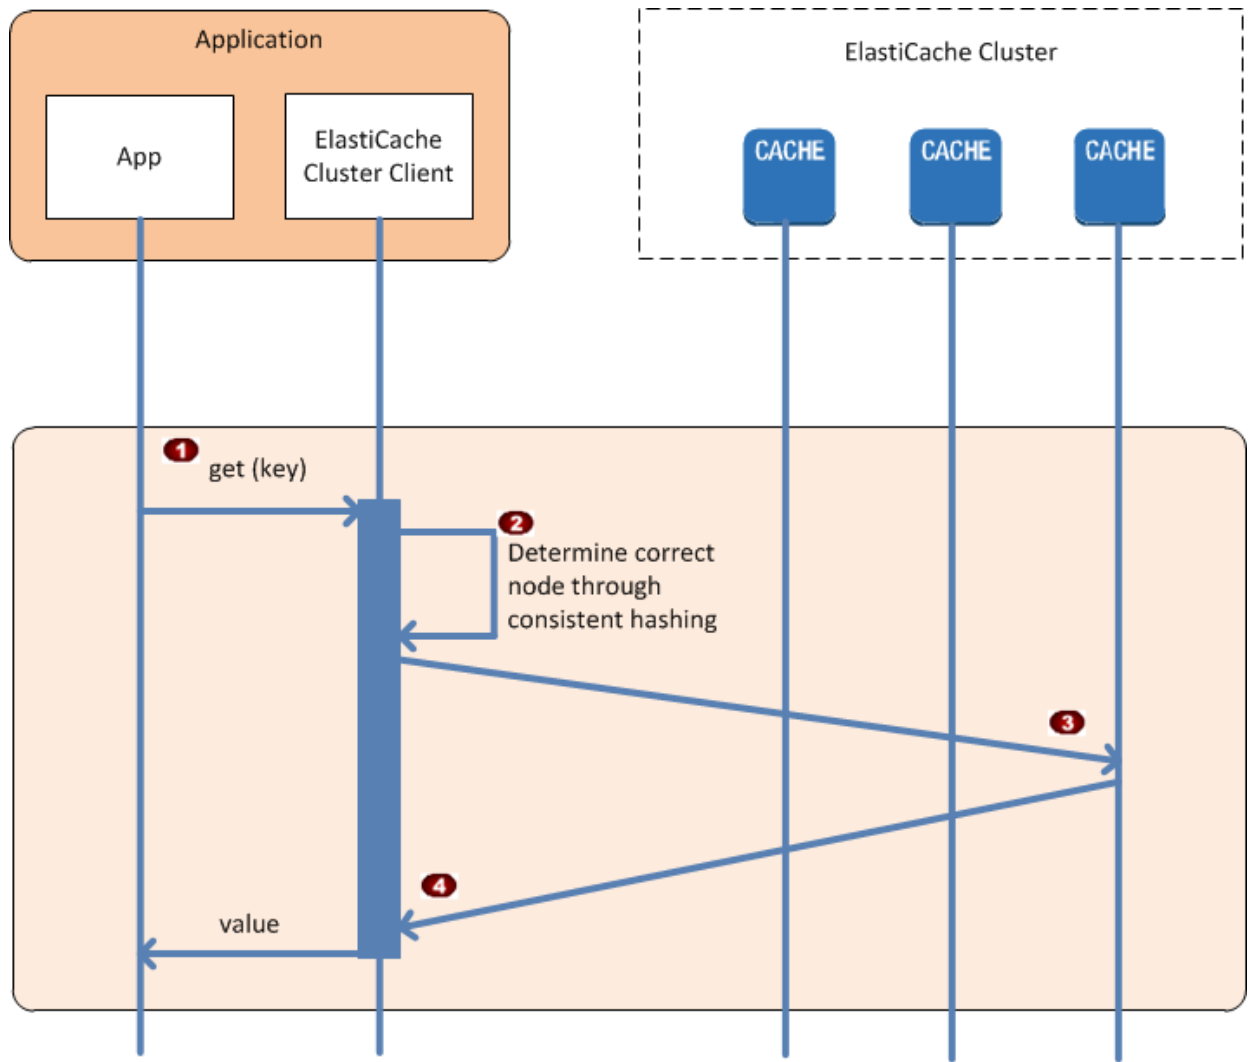 Application
ElastiCache Cluster
App
ElastiCache
Cluster Client
CACHE
CACHE
CACHE
1
get (key)
2
Determine correct
node through
consistent hashing
3
4
value